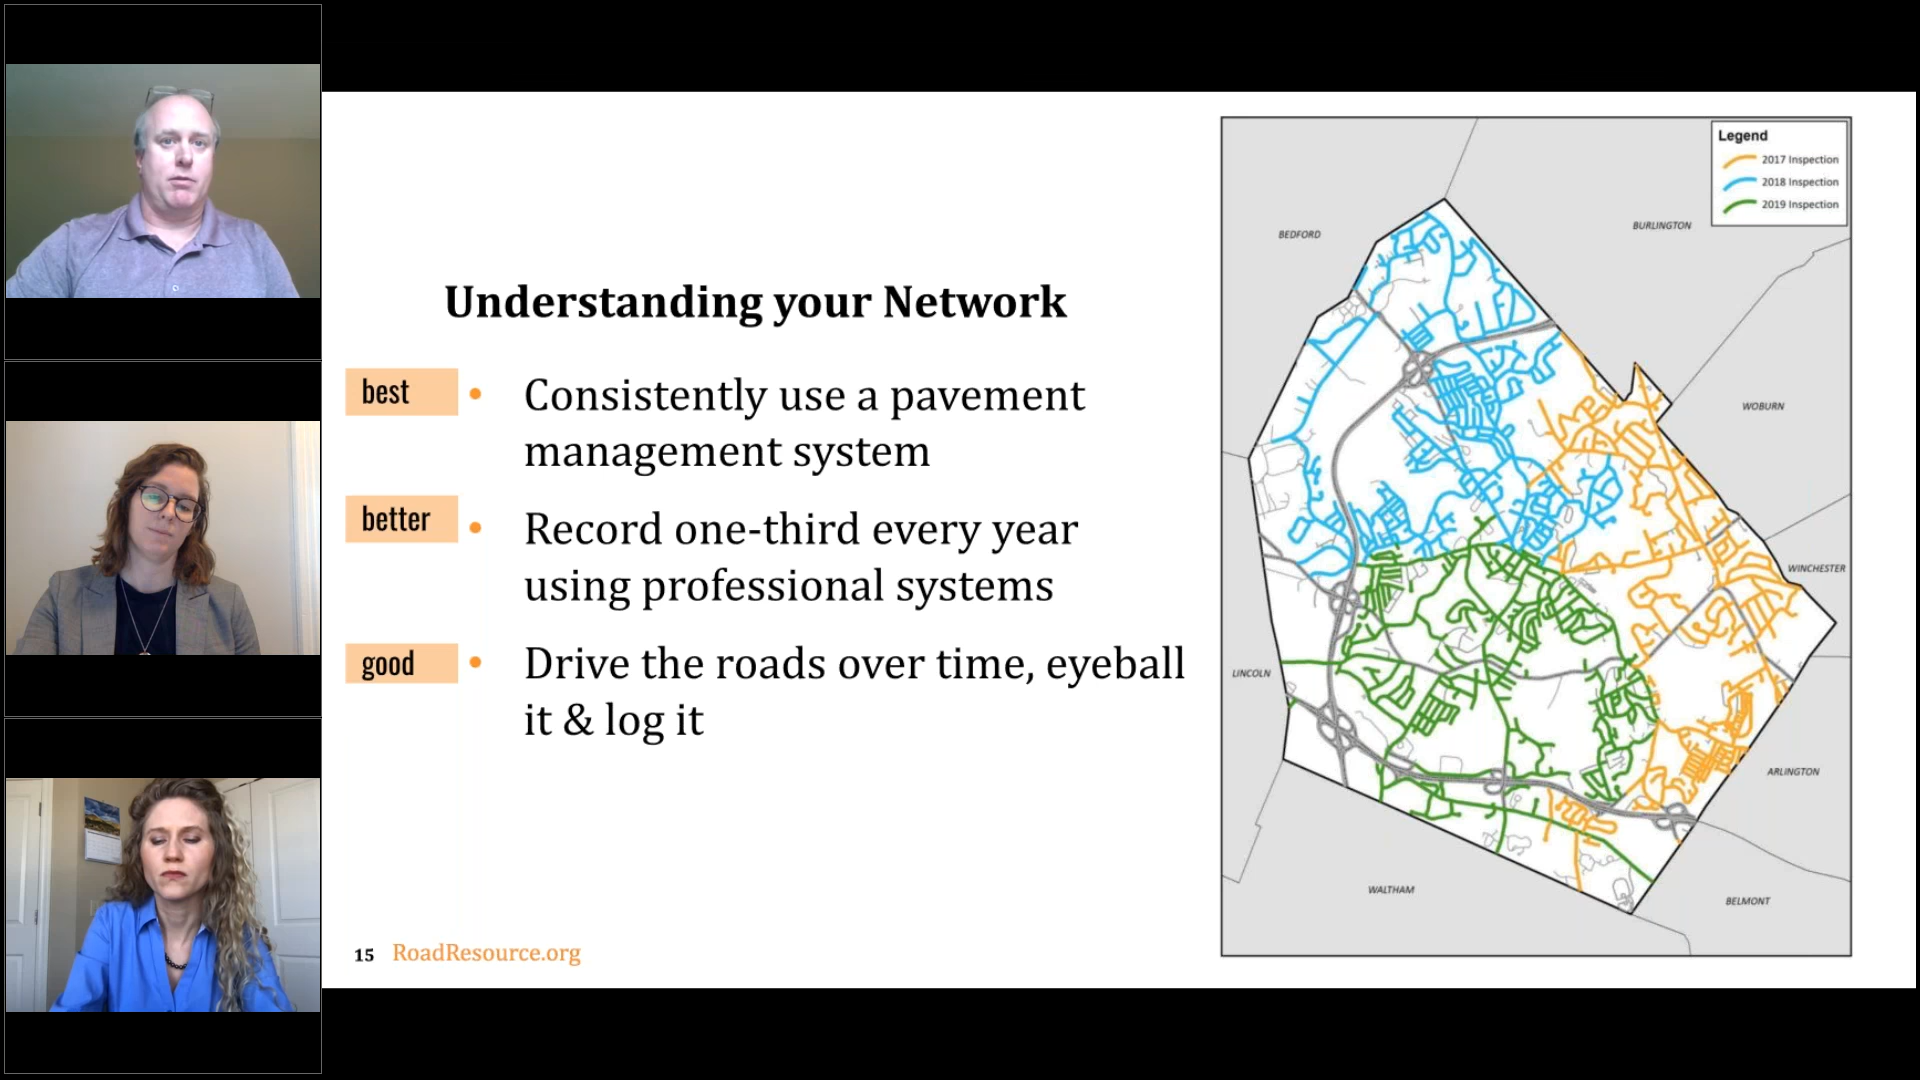 Understanding your Network
best
• Consistently use a pavement
management system
better
• Record one-third every year
using professional systems
good
• Drive the roads over time, eyeball
it & log it
15 RoadResource.org
Legend
2017 Inspection
2018 Inspection
2019 Inspection
BEDFORD
BURLINGTON
WOBURN
WINCHESTER
LINCOLN
ARLINGTON
WALTHAM
BELMONT